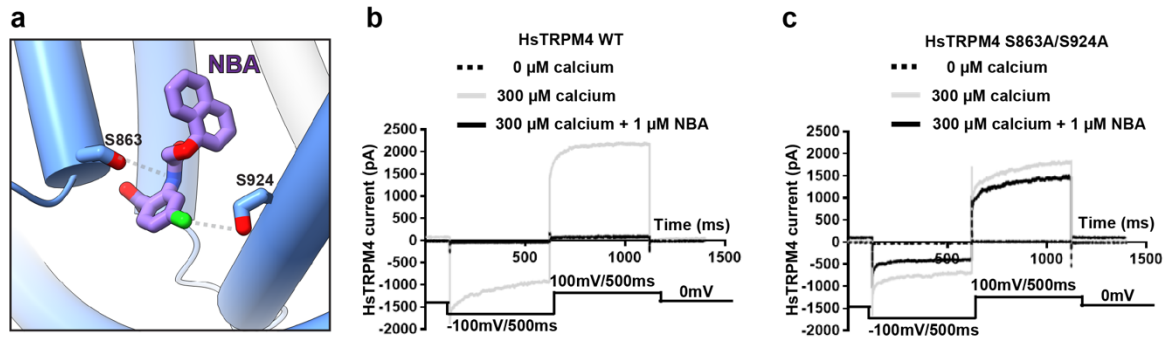 a
NBA
S863
S924
b
HsTRPM4 WT
0 µM calcium
300 µM calcium
300 µM calcium + 1 µM NBA
HsTRPM4 current (pA)
2500
2000
1500
1000
500
0
-500
-1000
-1500
-2000
Time (ms)
500
1000
1500
100mV/500ms
0mV
-100mV/500ms
c
HsTRPM4 S863A/S924A
0 µM calcium
300 µM calcium
300 µM calcium + 1 µM NBA
HsTRPM4 current (pA)
2500
2000
1500
1000
500
0
-500
-1000
-1500
-2000
Time (ms)
500
1000
1500
100mV/500ms
0mV
-100mV/500ms